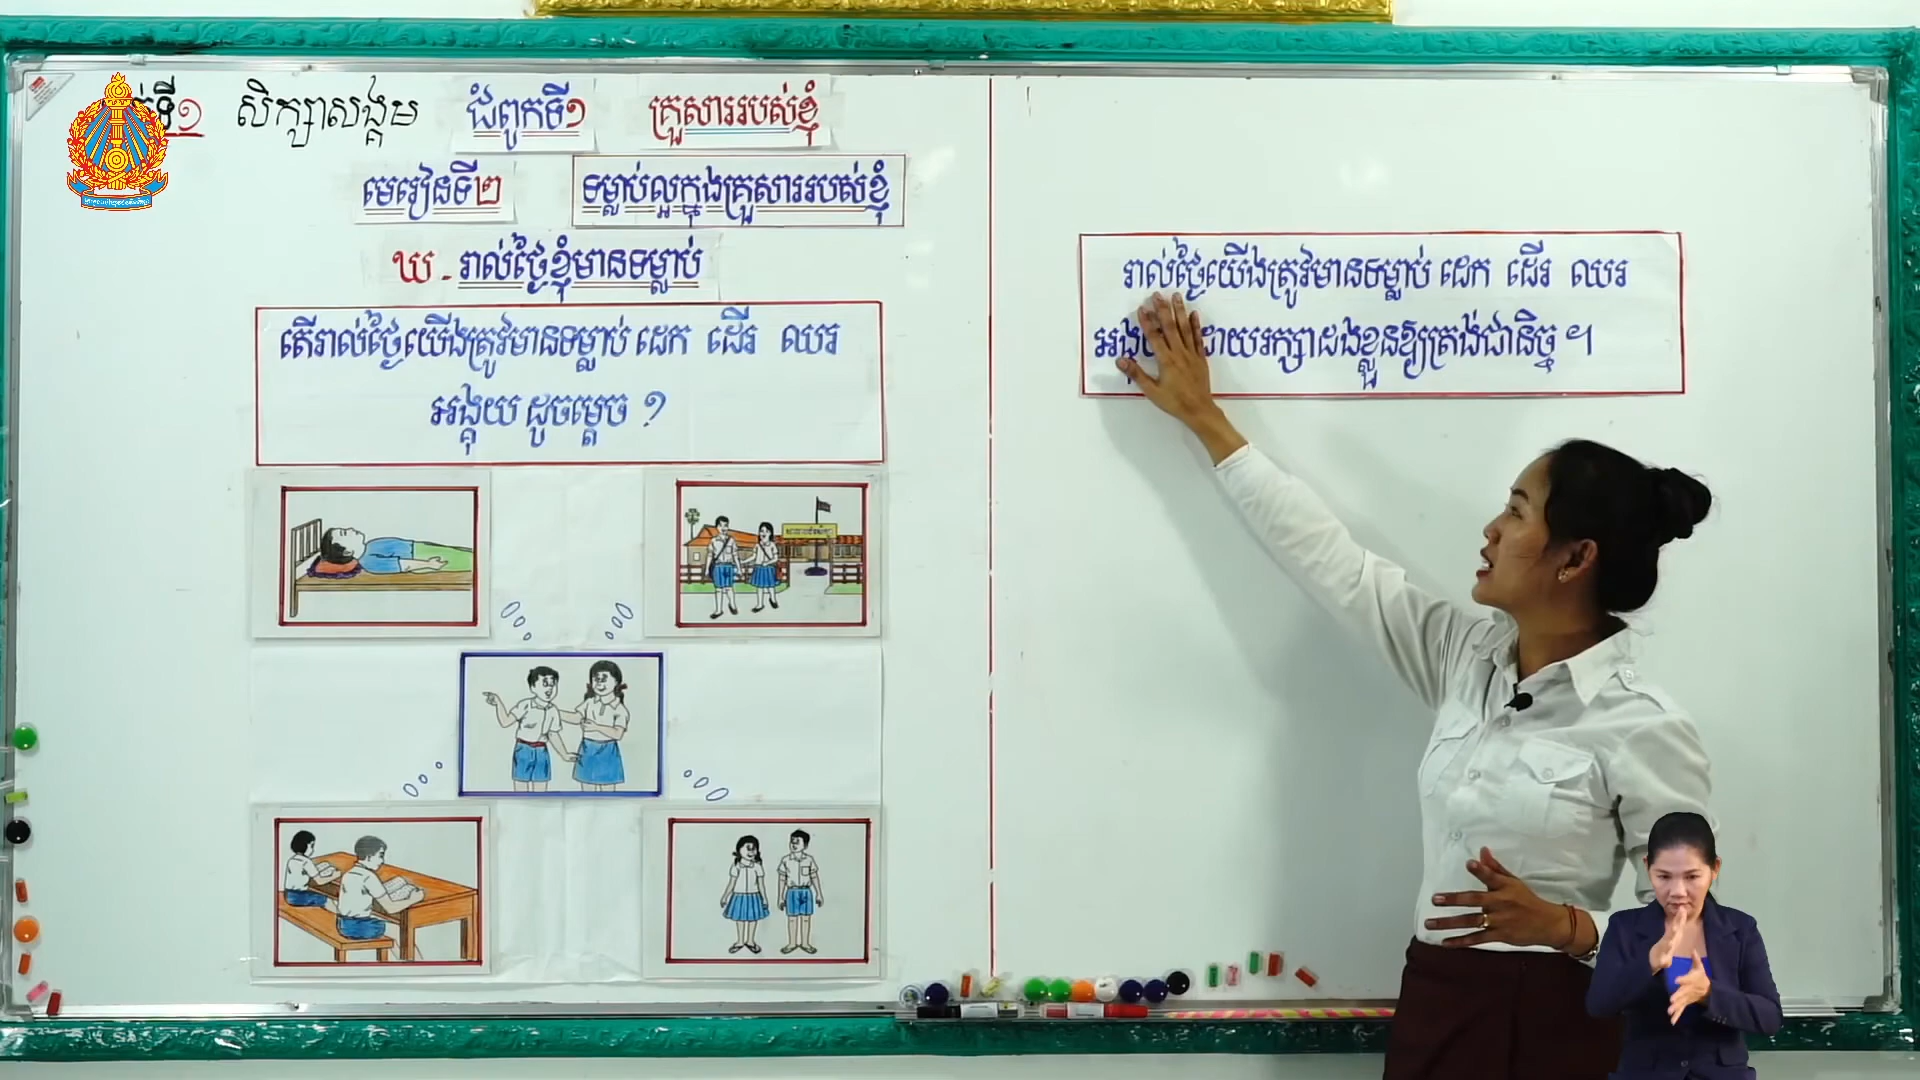 ទី១ សិក្សាសង្គម ជំពូកទី១ គ្រួសាររបស់ខ្ញុំ
មេរៀនទី២ ទម្លាប់ល្អក្នុងគ្រួសាររបស់ខ្ញុំ
ឃ - រាល់ថ្ងៃខ្ញុំមានទម្លាប់
តើរាល់ថ្ងៃយើងត្រូវមានទម្លាប់ ដេក ដើរ ឈរ
អង្គុយ ដូចម្ដេច ?
រាល់ថ្ងៃយើងត្រូវមានទម្លាប់ ដេក ដើរ ឈរ
អង្គុយ ដោយរក្សាដងខ្លួនឱ្យត្រង់ជានិច្ច ។